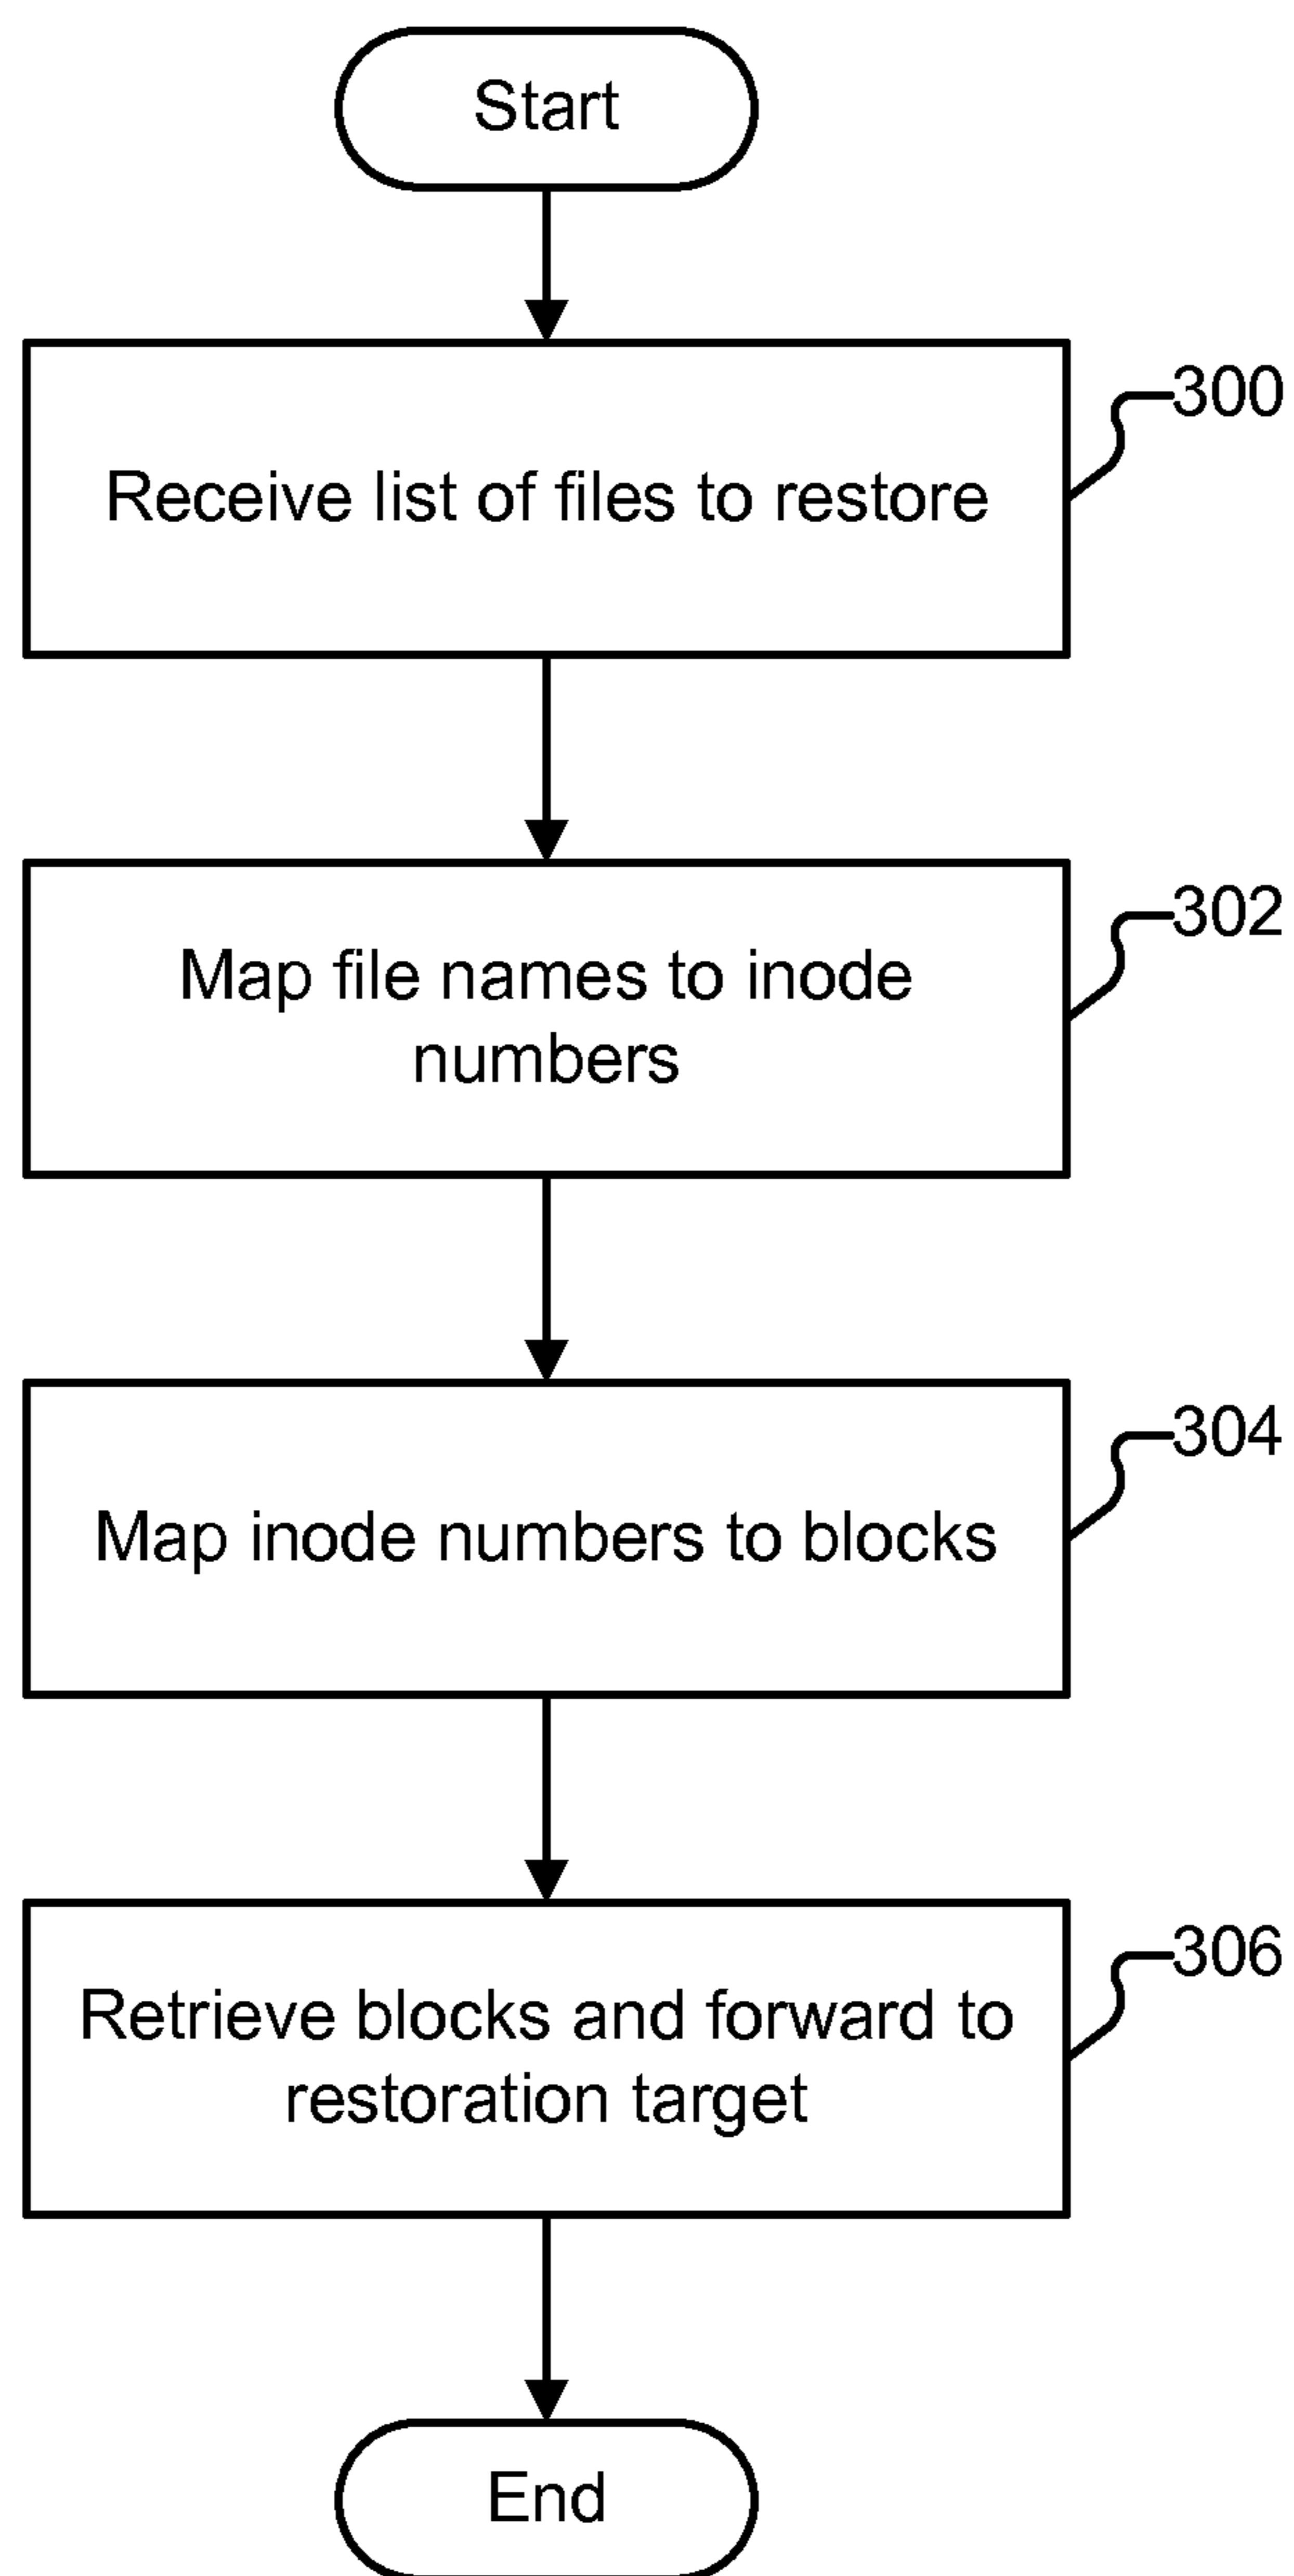 Start
Receive list of files to restore
300
Map file names to inode
numbers
302
Map inode numbers to blocks
304
Retrieve blocks and forward to
restoration target
306
End